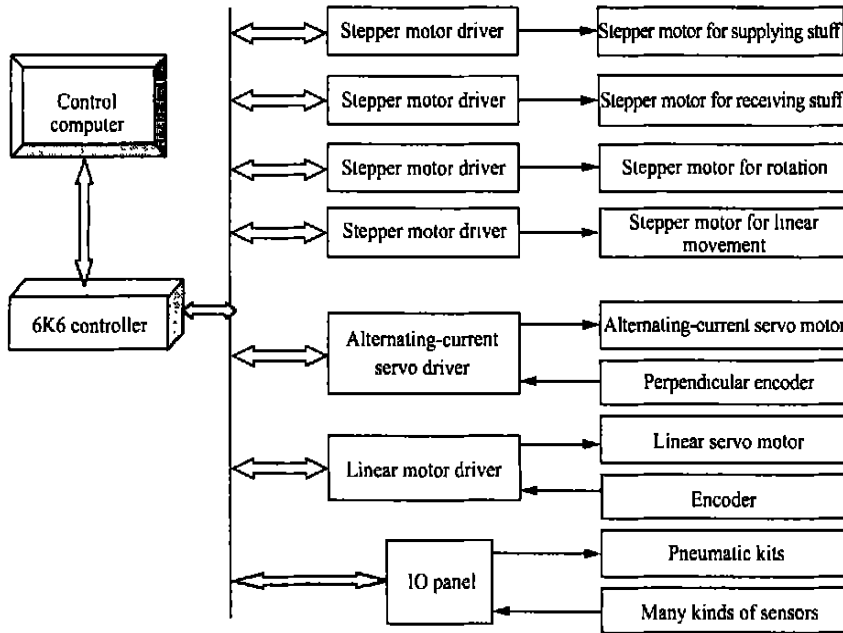 Control
computer
6K6 controller
Stepper motor driver
Stepper motor for supplying stuff
Stepper motor driver
Stepper motor for receiving stuff
Stepper motor driver
Stepper motor for rotation
Stepper motor driver
Stepper motor for linear
movement
Alternating-current
servo driver
Alternating-current servo motor
Perpendicular encoder
Linear motor driver
Linear servo motor
Encoder
IO panel
Pneumatic kits
Many kinds of sensors